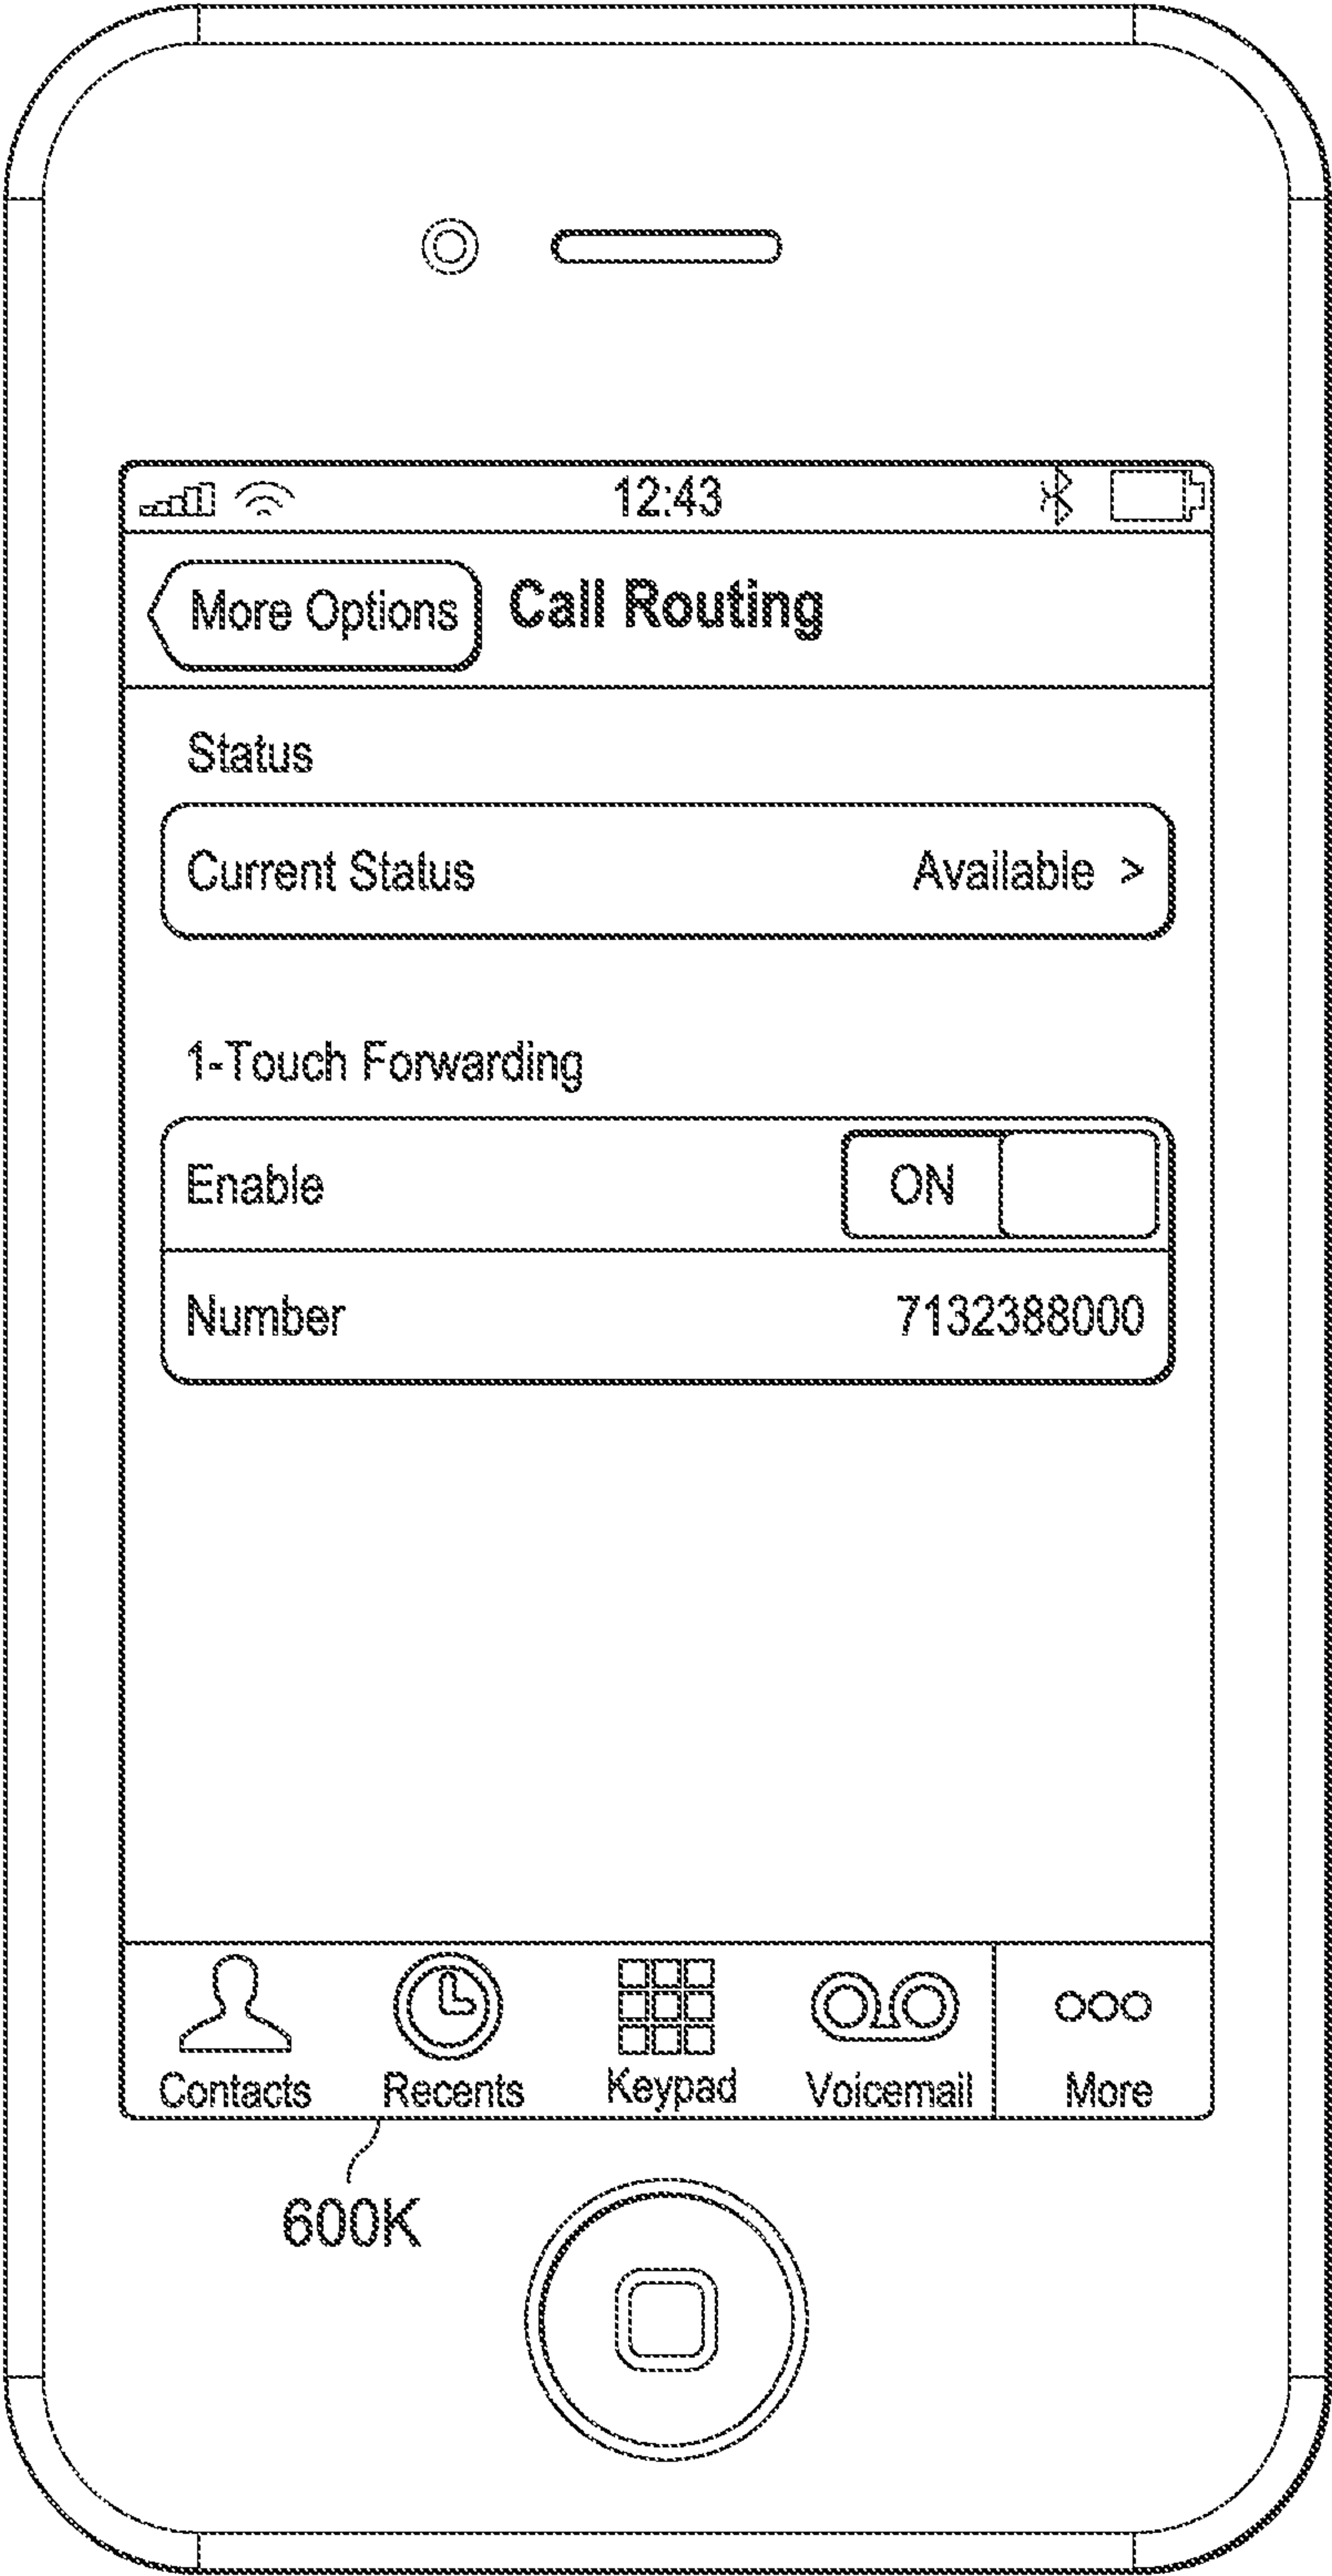 12:43
More Options Call Routing
Status
Current Status Available >
1-Touch Forwarding
Enable ON
Number 7132388000
Contacts Recents Keypad Voicemail More
600K